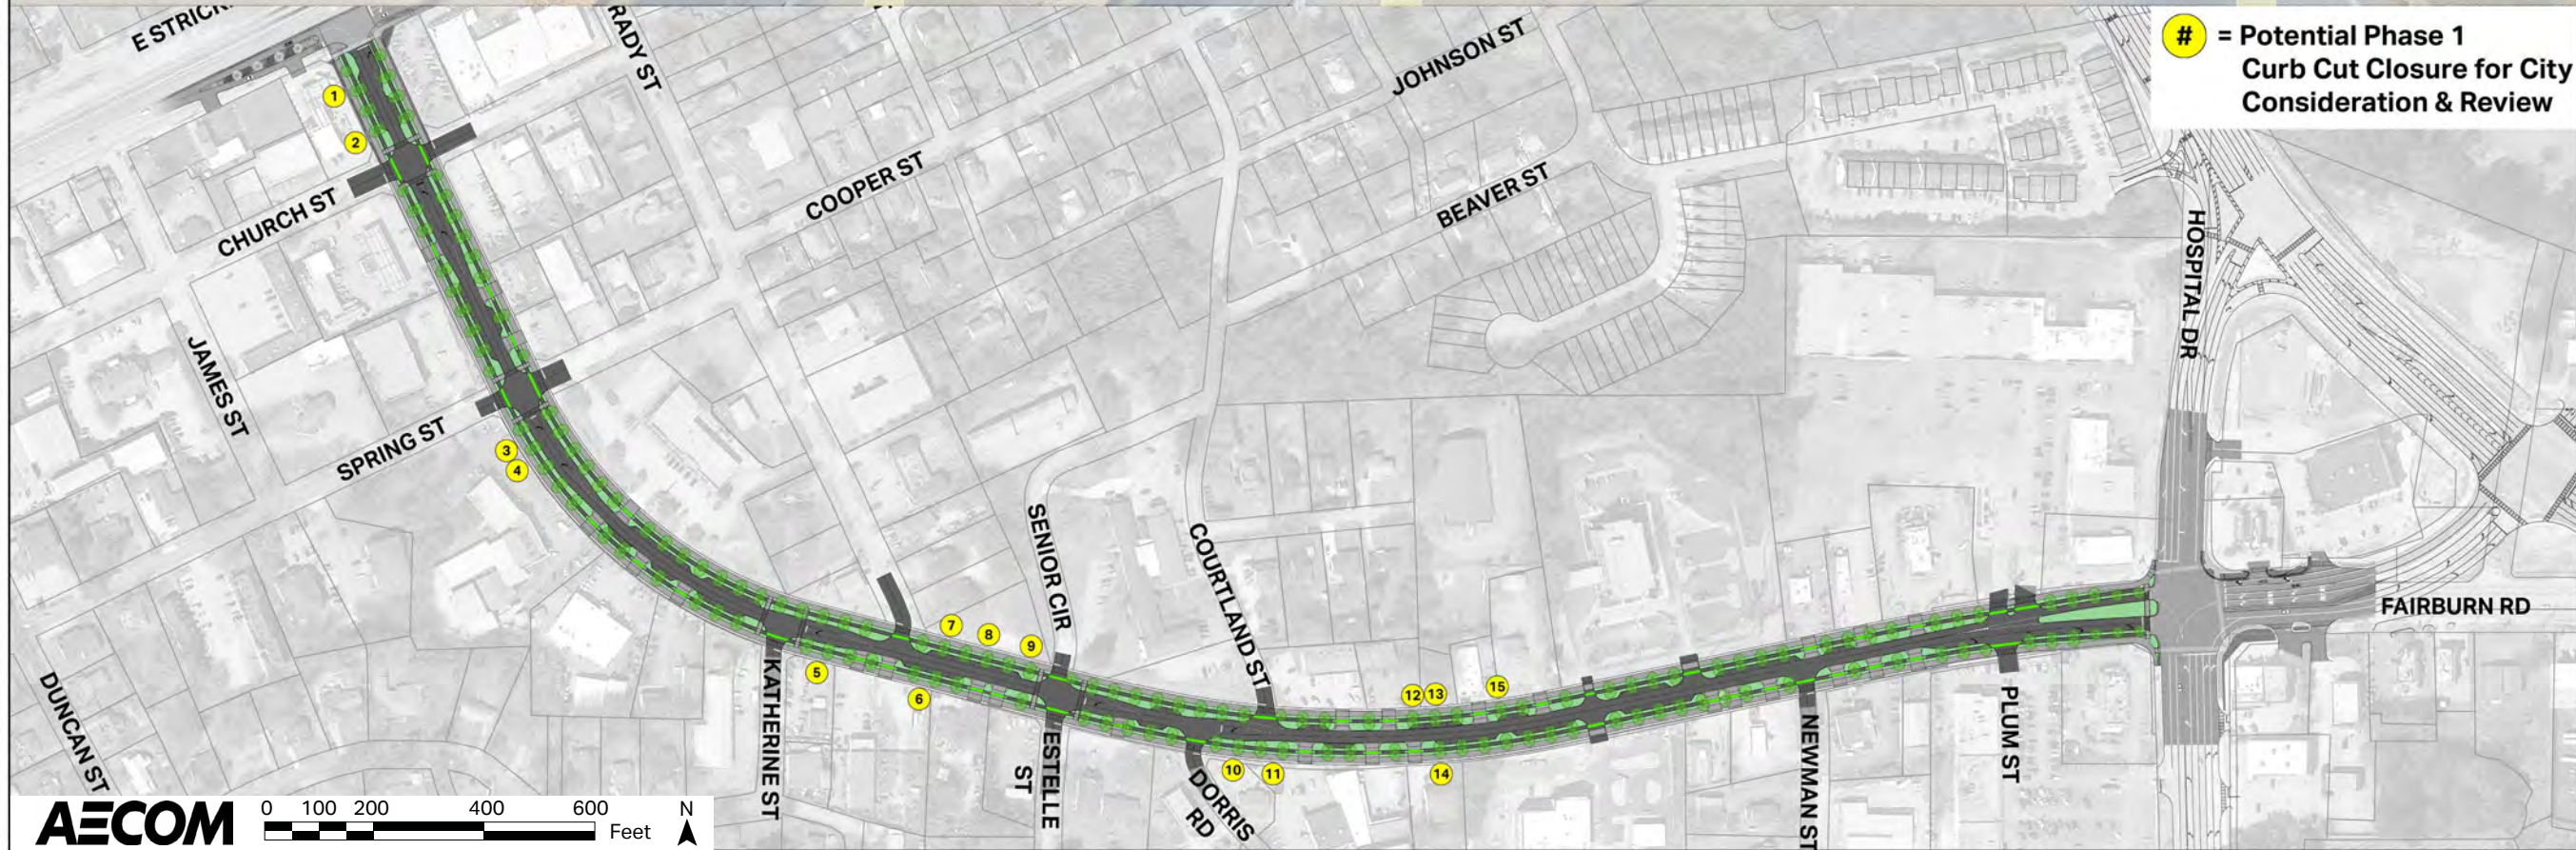 E STRICK
RADY ST
JOHNSON ST
# = Potential Phase 1
Curb Cut Closure for City
Consideration & Review
1
2
CHURCH ST
COOPER ST
BEAVER ST
HOSPITAL DR
JAMES ST
SPRING ST
3
4
SENIOR CIR
COURTLAND ST
FAIRBURN RD
7
8
9
5
6
KATHERINE ST
12
13
15
DUNCAN ST
ESTELLE
ST
10
11
14
DORRIS
RD
NEWMAN ST
PLUM ST
AECOM
0 100 200 400 600
Feet
N